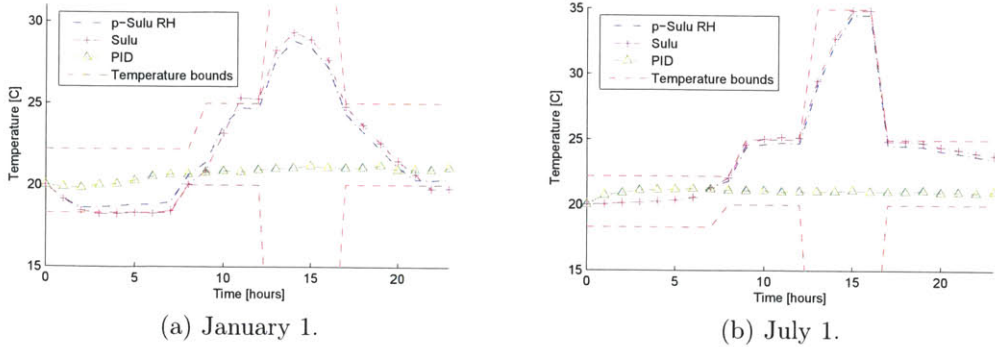 30
25
20
15
Temperature [C]
p-Sulu RH
Sulu
PID
Temperature bounds
0
5
10
15
20
Time [hours]
(a) January 1.
35
30
25
20
15
Temperature [C]
p-Sulu RH
Sulu
PID
Temperature bounds
0
5
10
15
20
Time [hours]
(b) July 1.